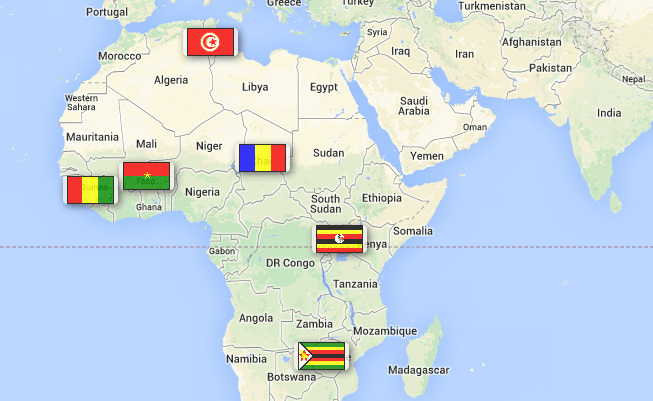 Portugal
Greece
Turkey
Turkmenistan
Syria
Iraq
Iran
Afghanistan
Pakistan
Nepal
India
Morocco
Algeria
Libya
Egypt
Saudi
Arabia
Oman
Yemen
Western
Sahara
Mauritania
Mali
Niger
Chad
Sudan
Guinea
Faso
Ghana
Nigeria
South
Sudan
Ethiopia
Somalia
enya
Gabon
DR Congo
Tanzania
Angola
Zambia
Mozambique
Namibia
Botswana
Madagascar